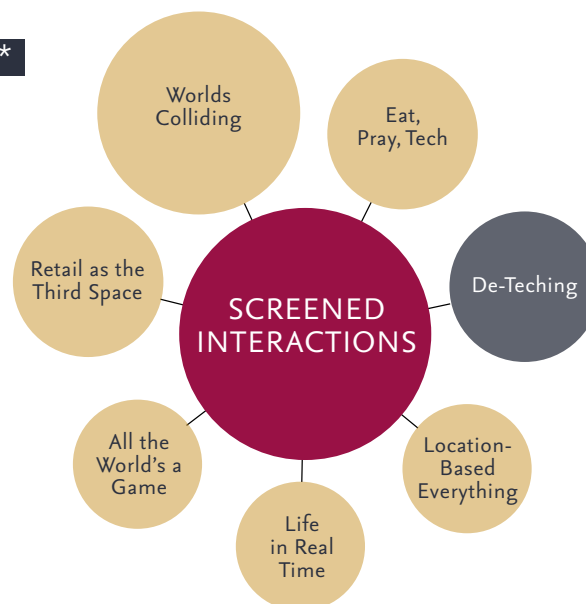 *
Worlds
Colliding
Eat,
Pray, Tech
De-Teching
Retail as the
Third Space
SCREENED
INTERACTIONS
All the
World's a
Game
Location-
Based
Everything
Life
in Real
Time